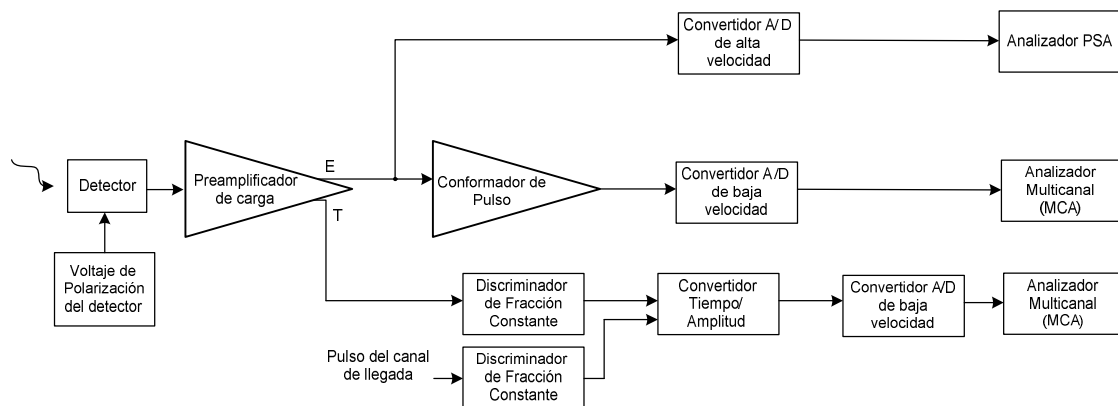 Convertidor A/D
de alta
velocidad
Analizador PSA
E
Detector
Preamplificador
de carga
T
Conformador de
Pulso
Convertidor A/D
de baja
velocidad
Analizador
Multicanal
(MCA)
Voltaje de
Polarización
del detector
Discriminador
de Fracción
Constante
Convertidor
Tiempo/
Amplitud
Convertidor A/D
de baja
velocidad
Analizador
Multicanal
(MCA)
Pulso del canal
de llegada
Discriminador
de Fracción
Constante